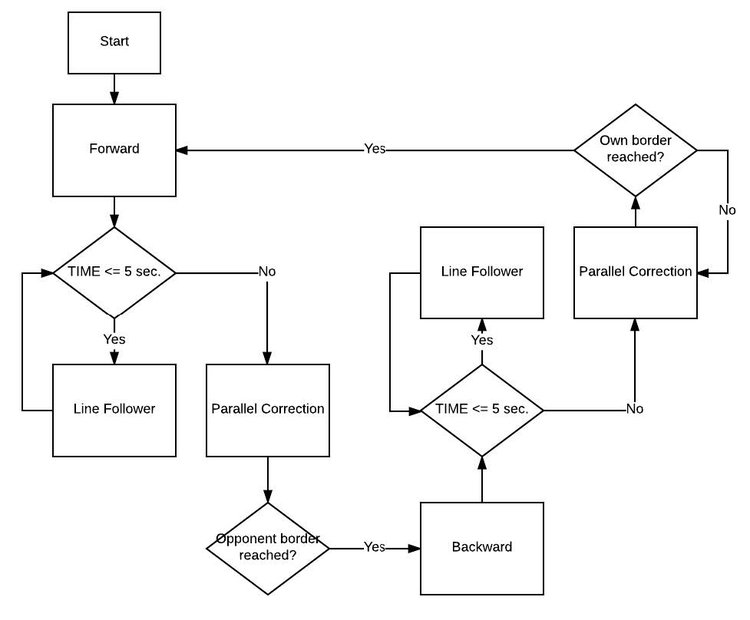 Start
Forward
Yes
Own border
reached?
No
TIME <= 5 sec.
No
Line Follower
Parallel Correction
Yes
Yes
Line Follower
Parallel Correction
TIME <= 5 sec.
No
Opponent border
reached?
Yes
Backward